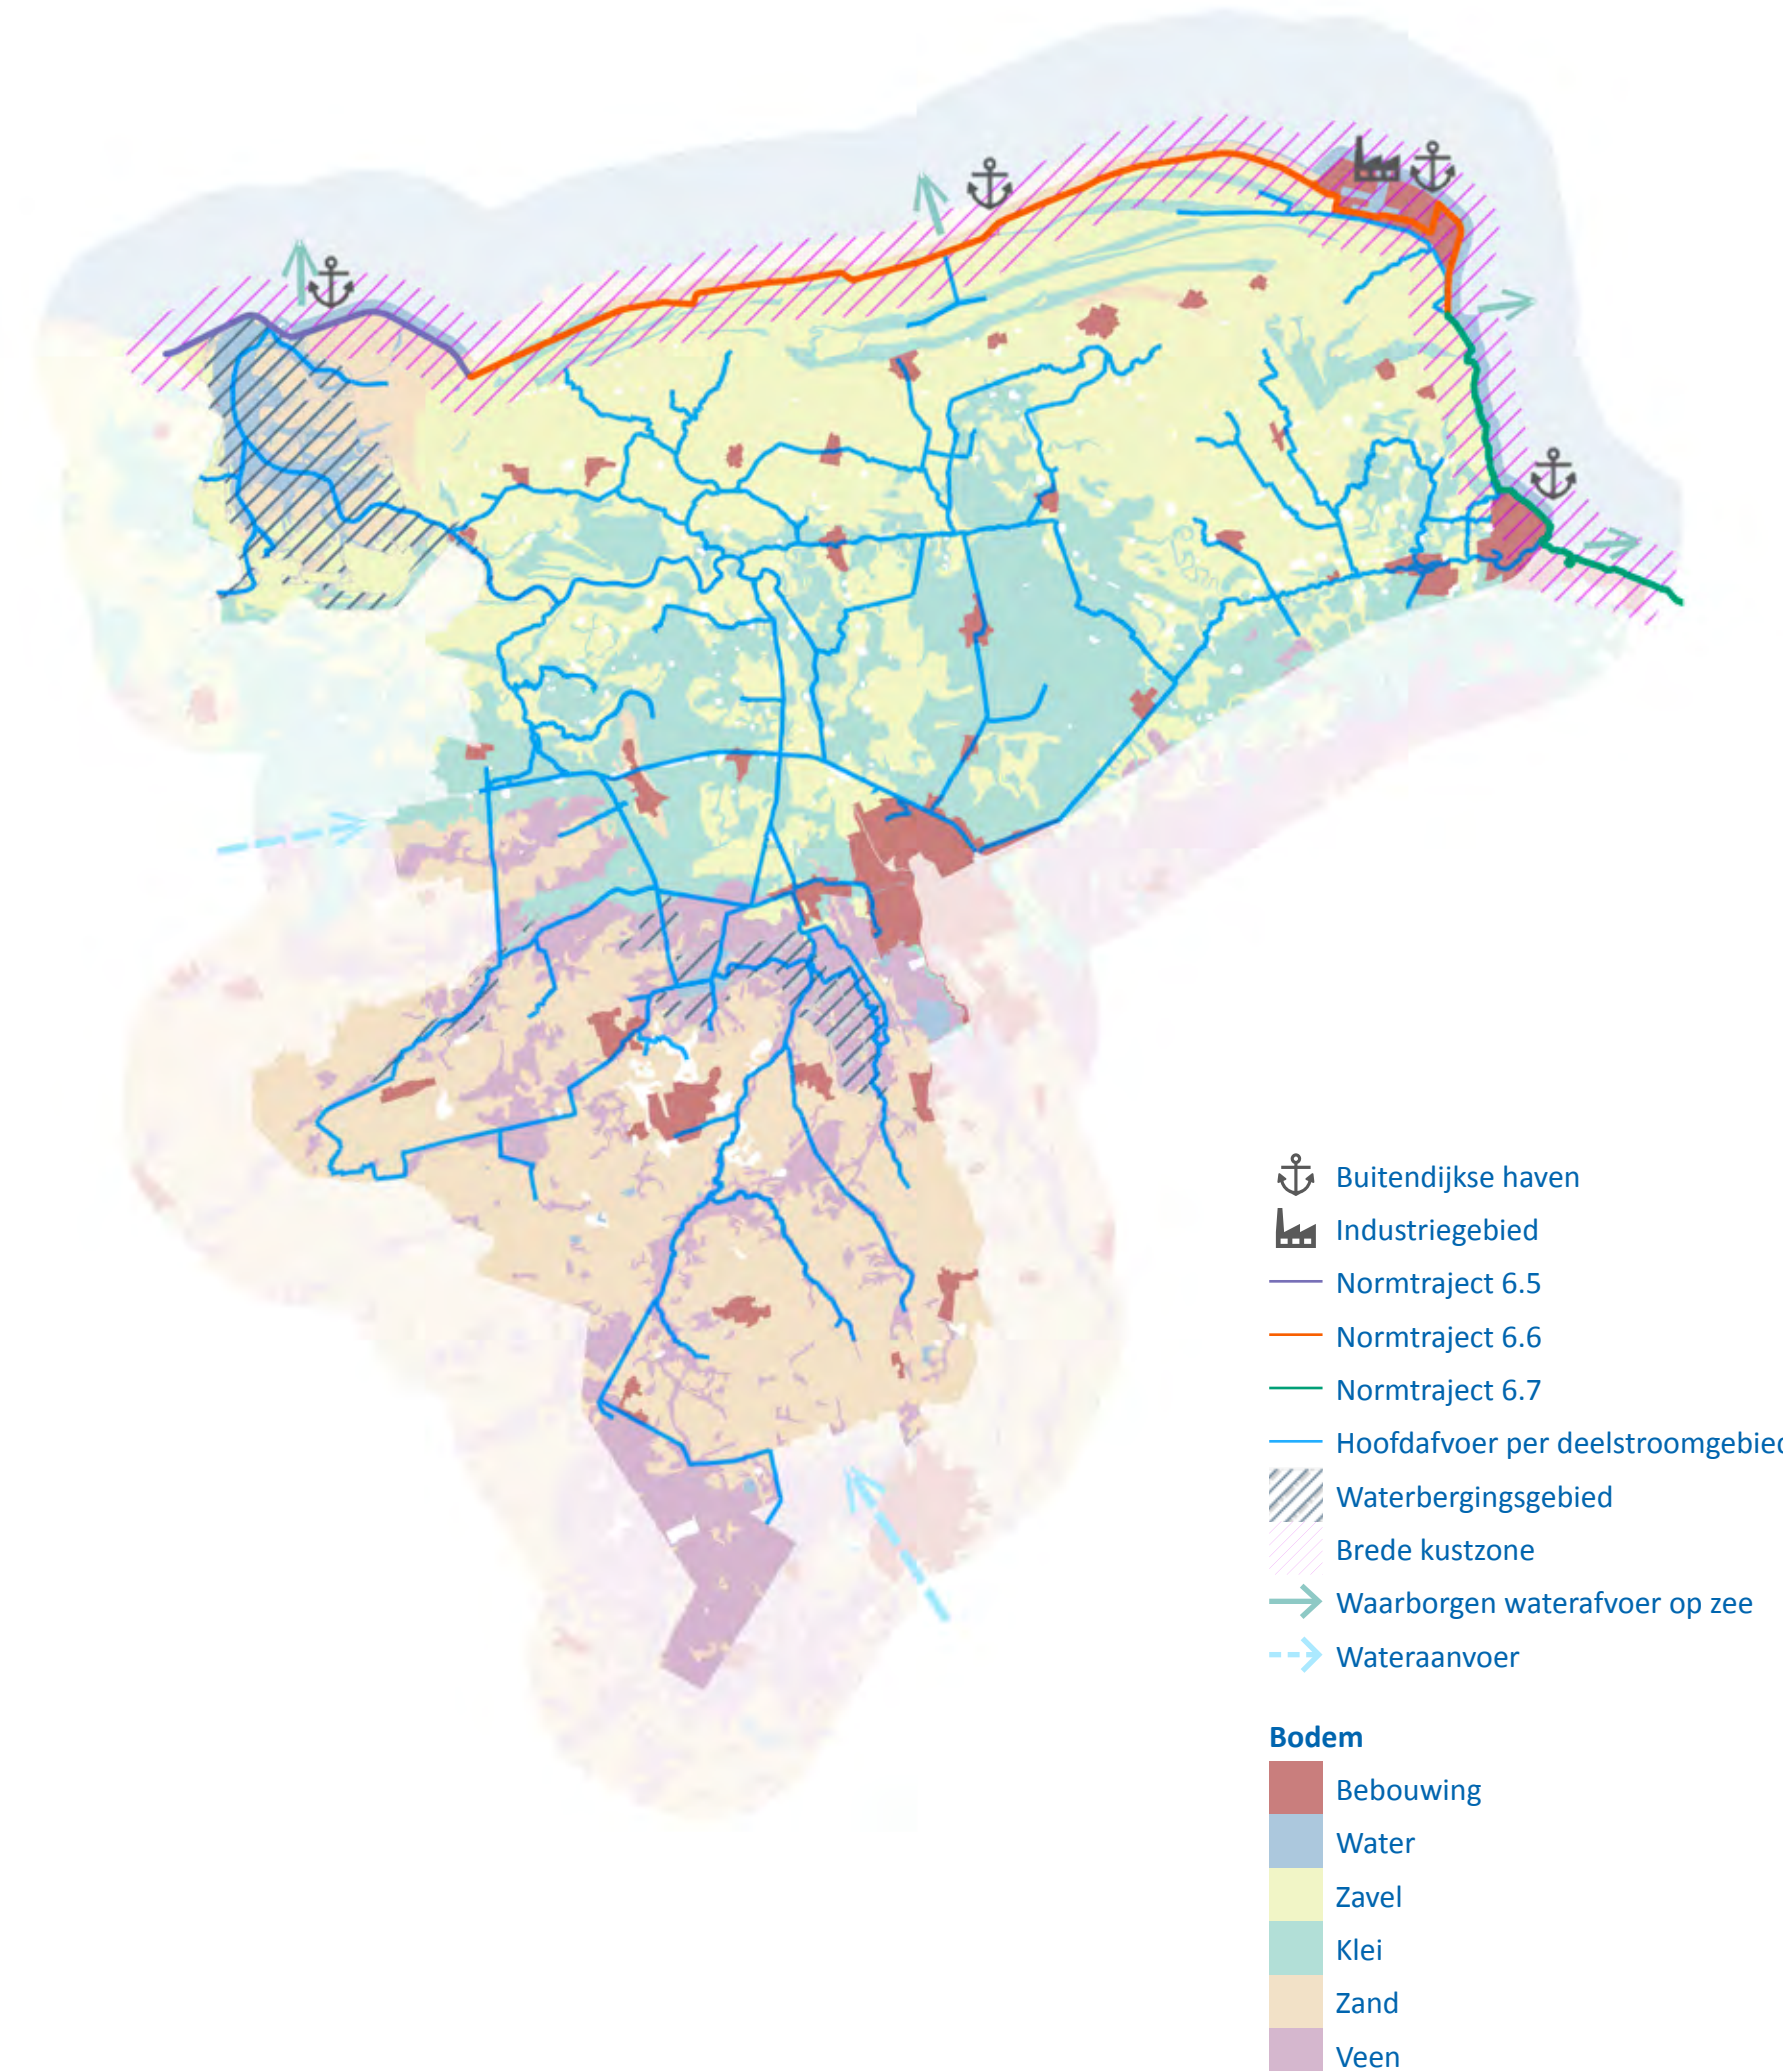 Buitendijkse haven
Industriegebied
Normtraject 6.5
Normtraject 6.6
Normtraject 6.7
Hoofdafvoer per deelstroomgebied
Waterbergingsgebied
Brede kustzone
Waarborgen waterafvoer op zee
Wateraanvoer
Bodem
Bebouwing
Water
Zavel
Klei
Zand
Veen